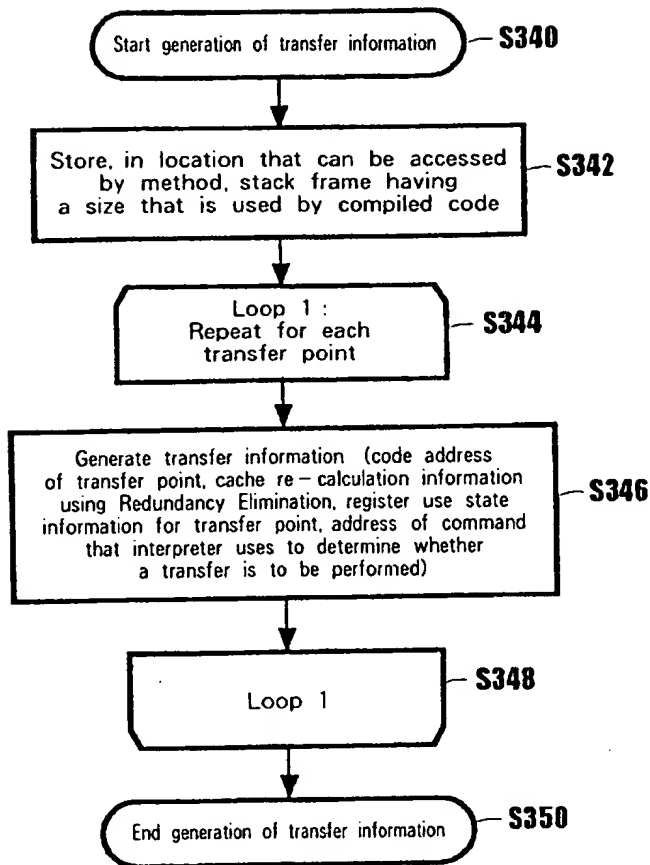 Start generation of transfer information
S340
Store, in location that can be accessed
by method, stack frame having
a size that is used by compiled code
S342
Loop 1 :
Repeat for each
transfer point
S344
Generate transfer information (code address
of transfer point, cache re-calculation information
using Redundancy Elimination, register use state
information for transfer point, address of command
that interpreter uses to determine whether
a transfer is to be performed)
S346
Loop 1
S348
End generation of transfer information
S350